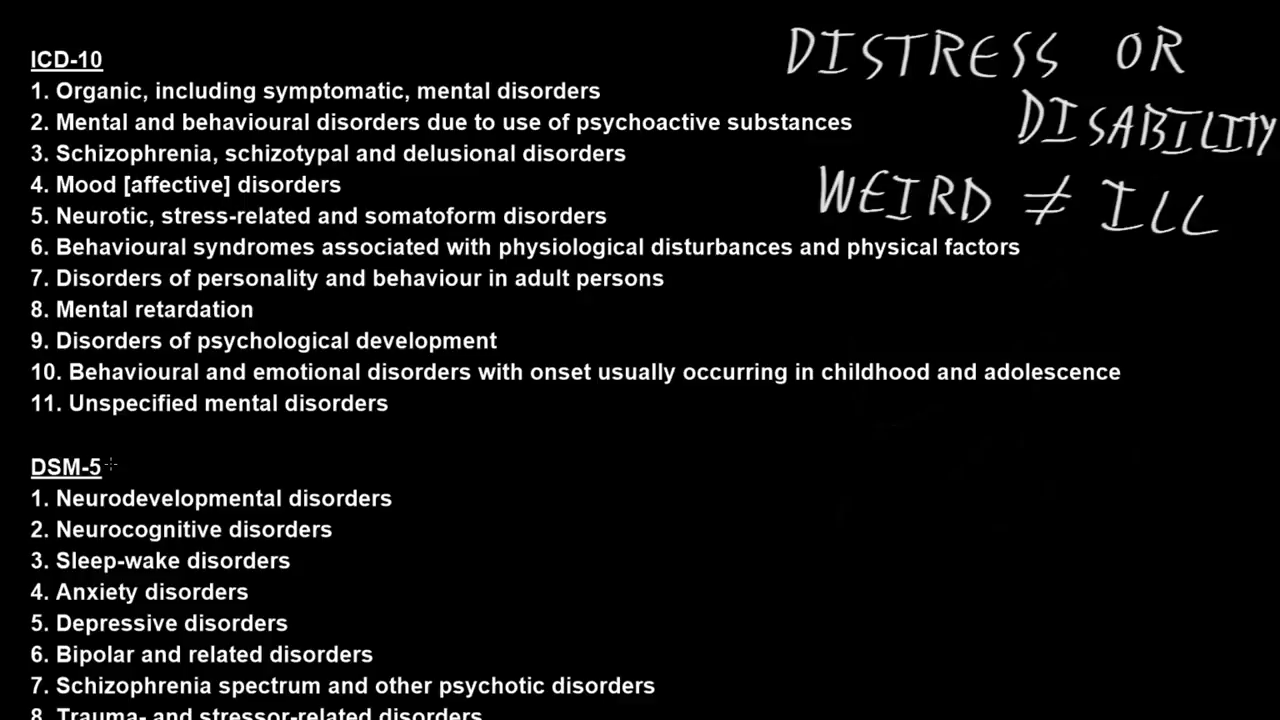 DISTRESS OR
ICD-10
1. Organic, including symptomatic, mental disorders
2. Mental and behavioural disorders due to use of psychoactive substances
DISABILITY
3. Schizophrenia, schizotypal and delusional disorders
4. Mood [affective] disorders
WEIRD ≠ ILL
5. Neurotic, stress-related and somatoform disorders
6. Behavioural syndromes associated with physiological disturbances and physical factors
7. Disorders of personality and behaviour in adult persons
8. Mental retardation
9. Disorders of psychological development
10. Behavioural and emotional disorders with onset usually occurring in childhood and adolescence
11. Unspecified mental disorders
DSM-5
1. Neurodevelopmental disorders
2. Neurocognitive disorders
3. Sleep-wake disorders
4. Anxiety disorders
5. Depressive disorders
6. Bipolar and related disorders
7. Schizophrenia spectrum and other psychotic disorders
8. Trauma- and stressor-related disorders